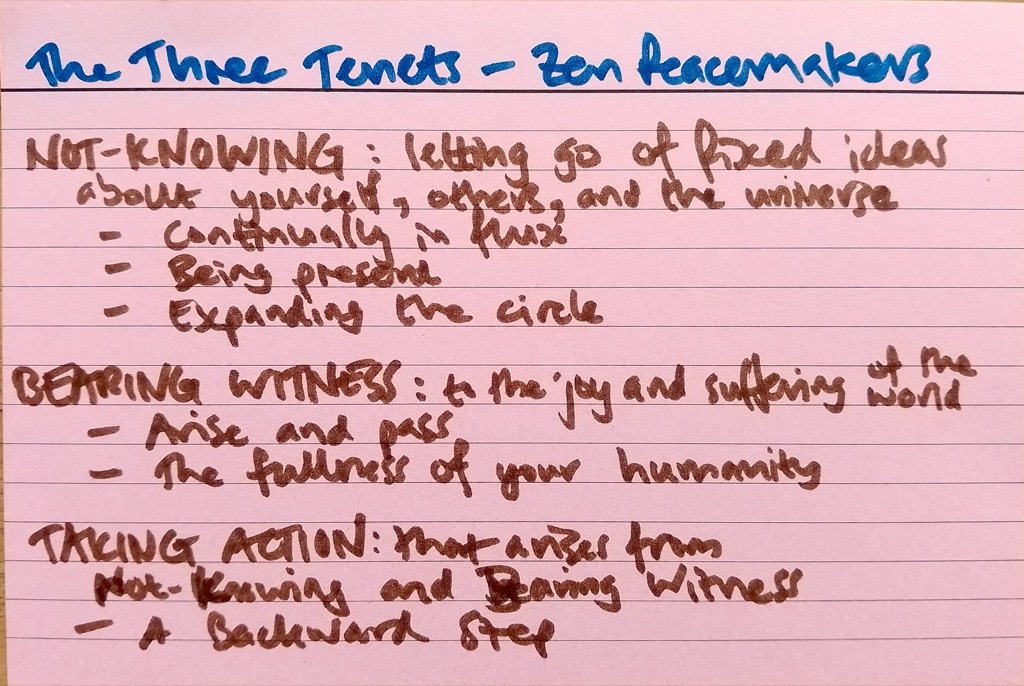 The Three Tenets - Zen Peacemakers
NOT-KNOWING: letting go of fixed ideas
about yourself, others, and the universe
- Continually in flux
- Being present
- Expanding the circle
BEARING WITNESS: to the joy and suffering of the world
- Arise and pass
- The fullness of your humanity
TAKING ACTION: that arises from
Not-Knowing and Bearing Witness
- A Backward Step